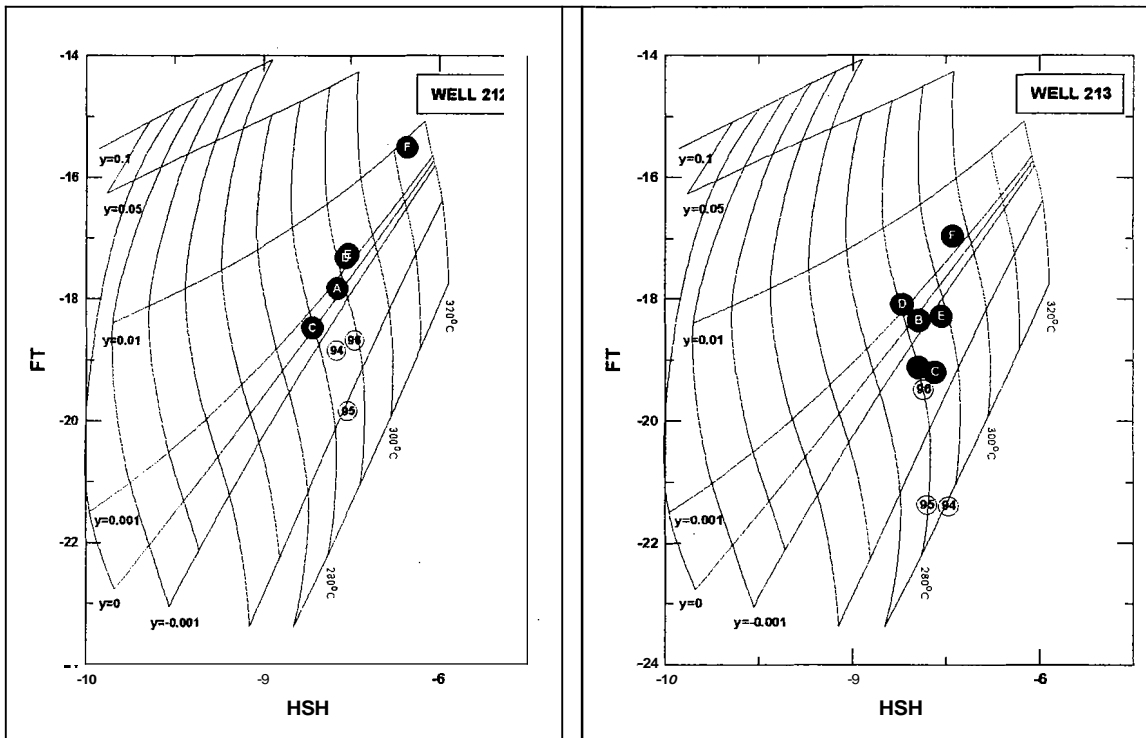 -14
WELL 212
F
-16
y=0.1
y=0.05
E
A
-18
C
94
96
y=0.01
320°C
FT
95
-20
300°C
y=0.001
-22
280°C
y=0
y=-0.001
-10
-9
-6
HSH
-14
WELL 213
-16
y=0.1
y=0.05
F
-18
D
B
E
y=0.01
320°C
FT
C
96
-20
300°C
95
94
y=0.001
-22
280°C
y=0
y=-0.001
-24
-10
-9
-6
HSH